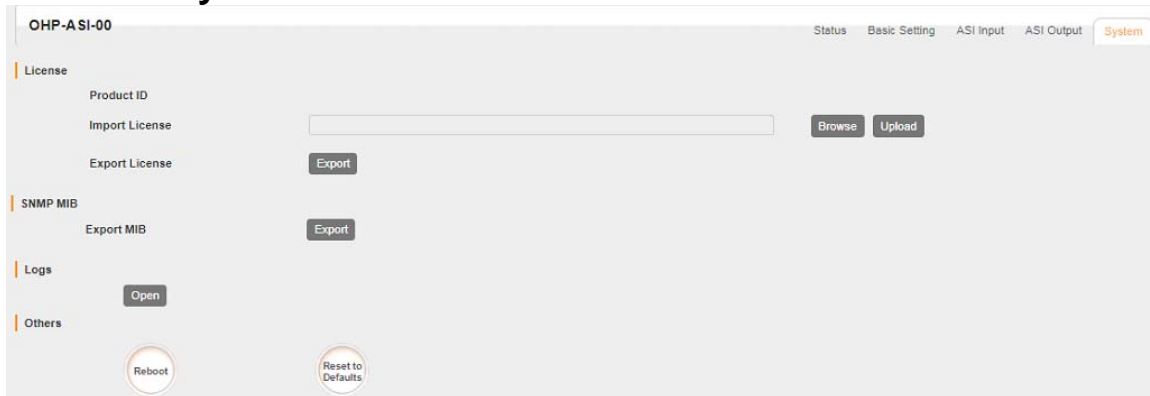 OHP-ASI-00
Status Basic Setting ASI Input ASI Output System
License
Product ID
Import License Browse Upload
Export License Export
SNMP MIB
Export MIB Export
Logs
Open
Others
Reboot Reset to
Defaults